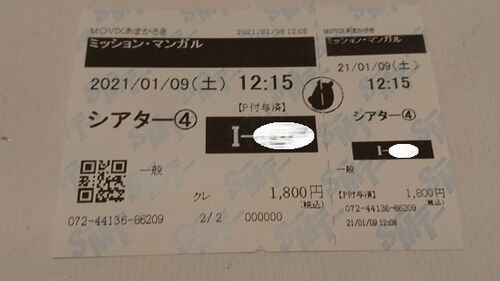 MOVIXあまがさき 2021/01/09 12:08
ミッション・マンガル
2021/01/09(土) 12:15
[P付与済]
シアター④
I-
一般
クレ 1,800円
(税込)
072-44136-86209 2/2 000000
MOVIXあまがさき
ミッション・マンガル
21/01/09(土)
12:15
シアター④
I-
一般
[P付与済] 1,800円
(税込)
072-44136-86209
21/01/09 12:08
SMT